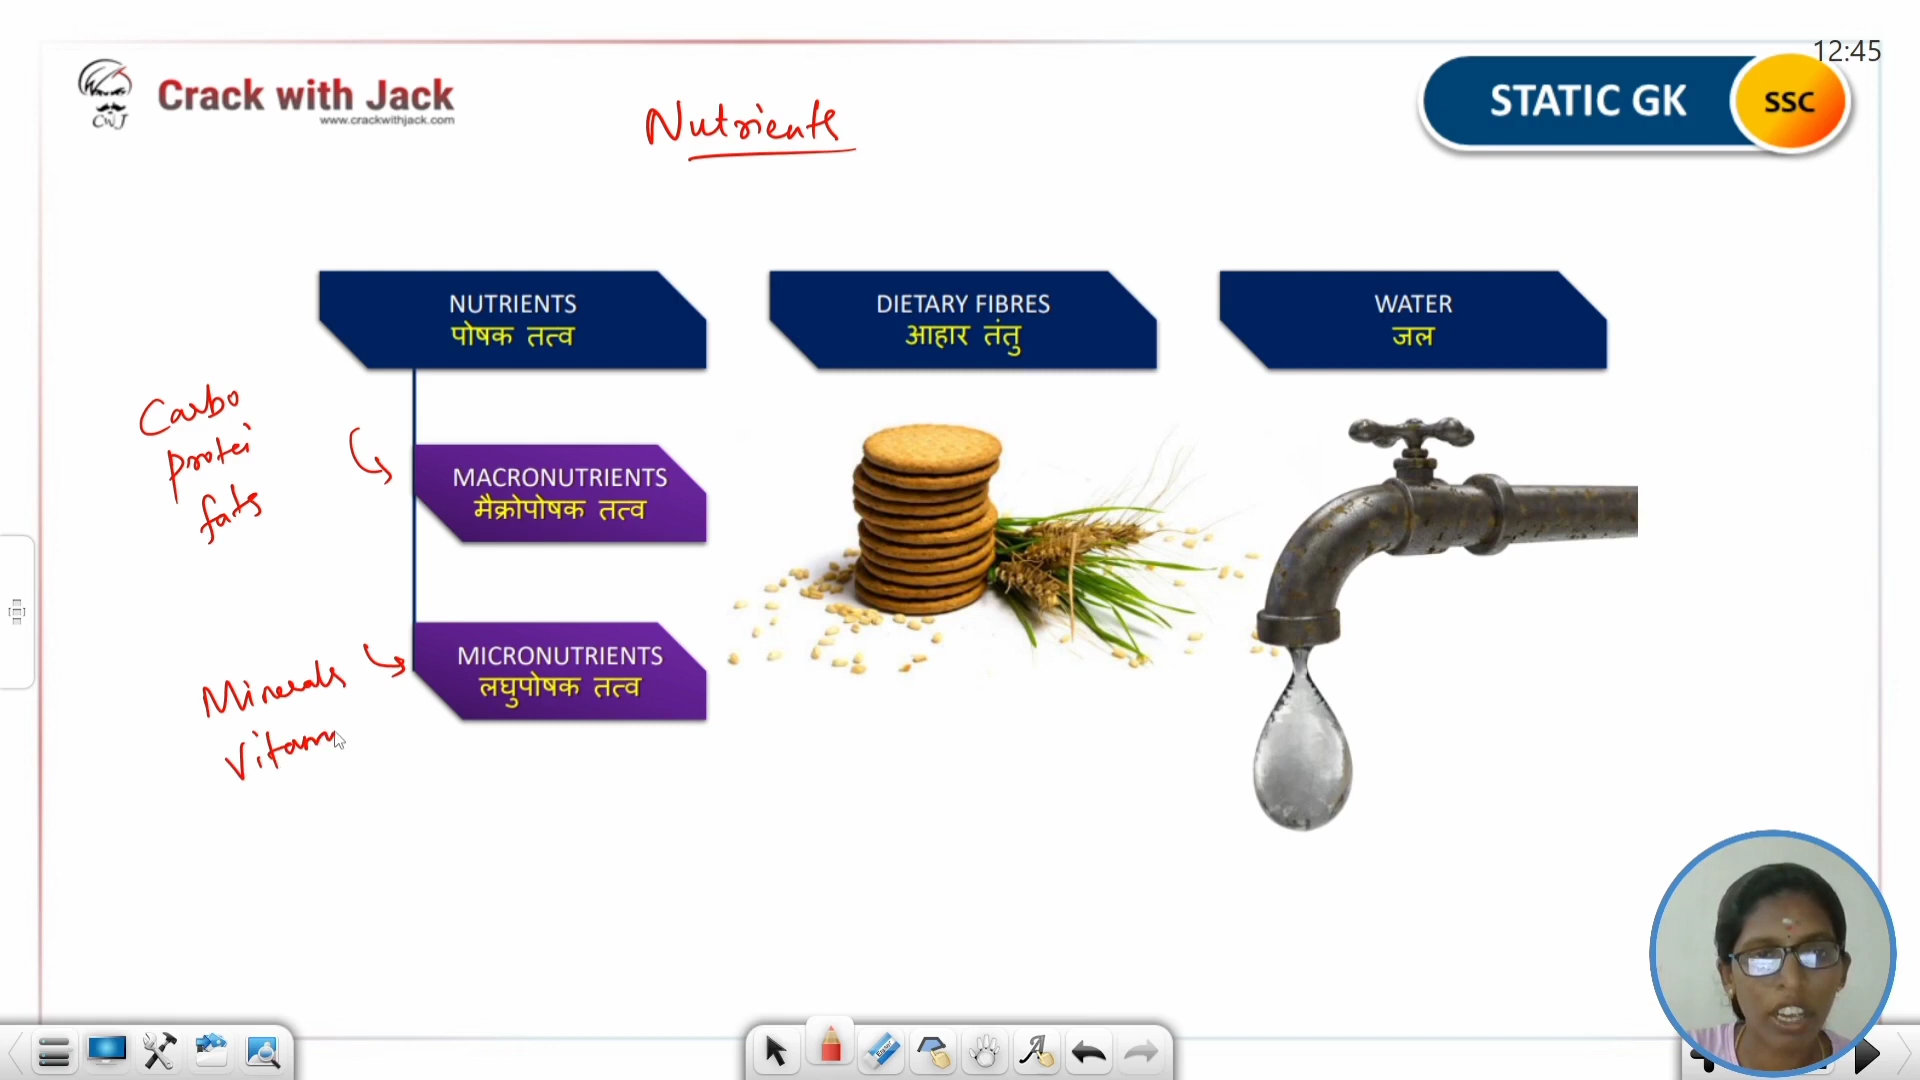 12:45
Crack with Jack
www.crackwithjack.com
CWJ
Nutrients
STATIC GK
SSC
NUTRIENTS
पोषक तत्व
DIETARY FIBRES
आहार तंतु
WATER
जल
Carbo
protei
fats
MACRONUTRIENTS
मैक्रोपोषक तत्व
MICRONUTRIENTS
लघुपोषक तत्व
Minerals
Vitam